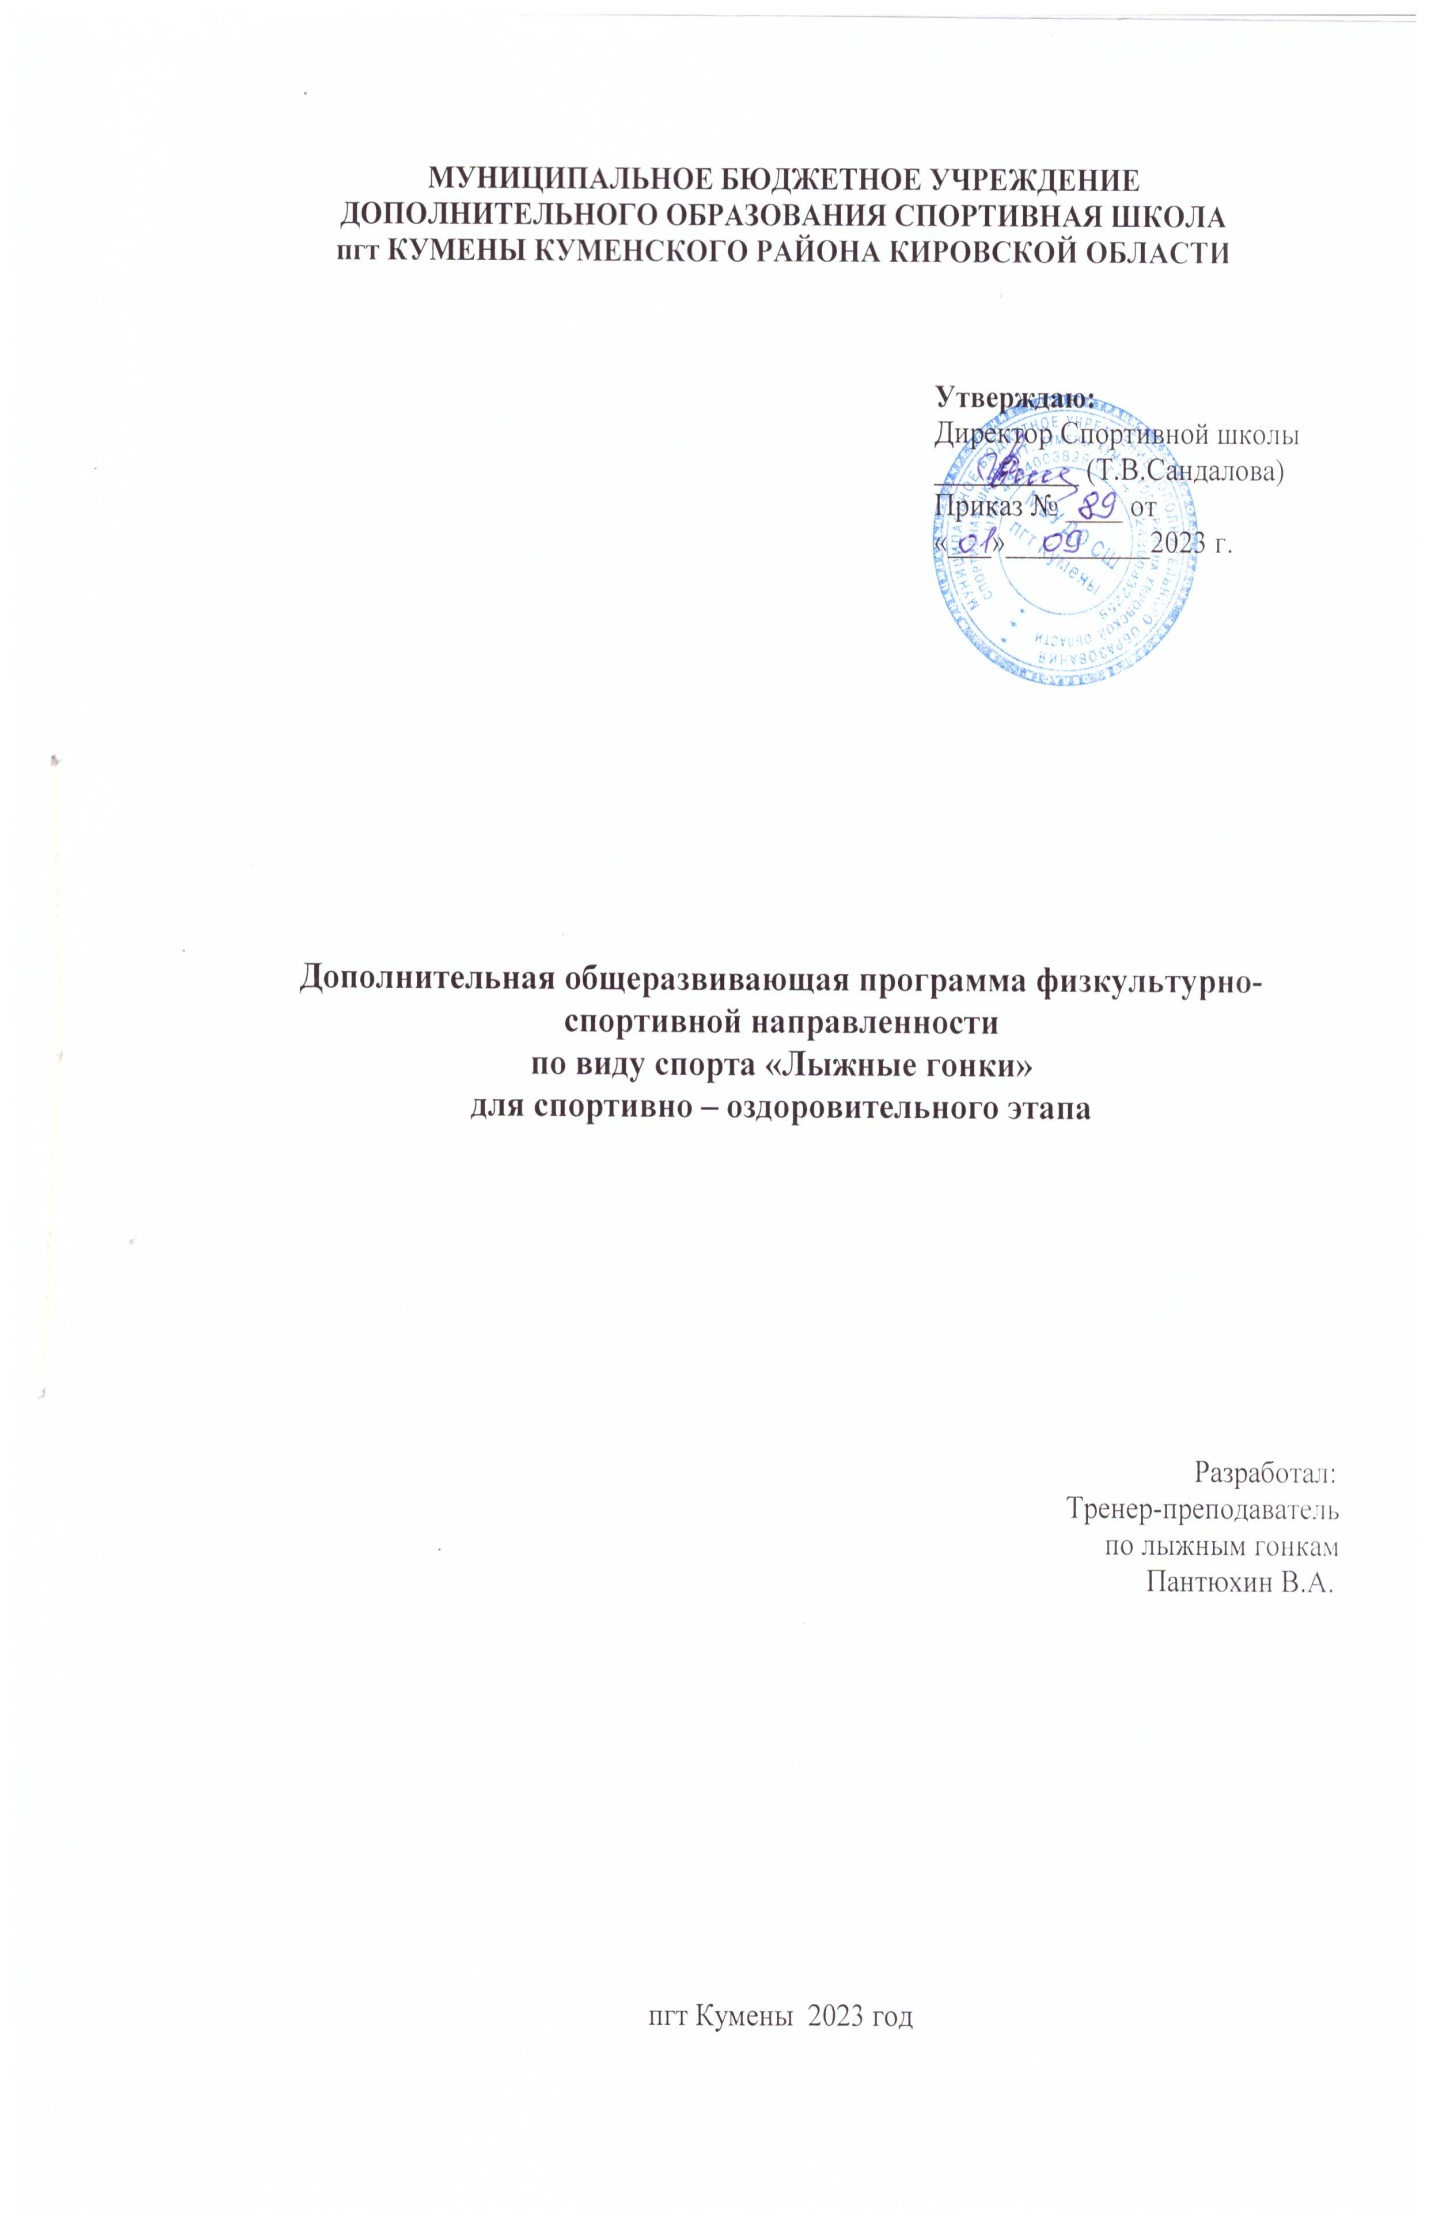 МУНИЦИПАЛЬНОЕ БЮДЖЕТНОЕ УЧРЕЖДЕНИЕ
ДОПОЛНИТЕЛЬНОГО ОБРАЗОВАНИЯ СПОРТИВНАЯ ШКОЛА
пгт КУМЕНЫ КУМЕНСКОГО РАЙОНА КИРОВСКОЙ ОБЛАСТИ
Утверждаю:
Директор Спортивной школы
(Т.В.Сандалова)
Приказ № 89 от
«01» 09 2023 г.
пгт Кумены
Дополнительная общеразвивающая программа физкультурно-
спортивной направленности
по виду спорта «Лыжные гонки»
для спортивно – оздоровительного этапа
Разработал:
Тренер-преподаватель
по лыжным гонкам
Пантюхин В.А.
пгт Кумены 2023 год